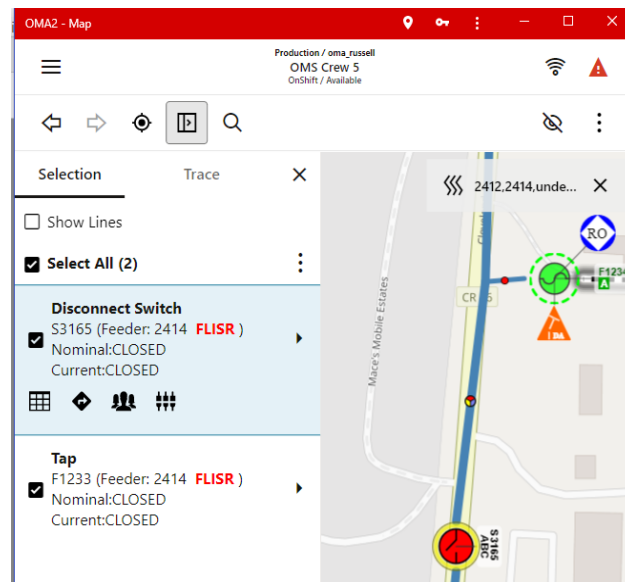 OMA2 - Map
Production / oma_russell
OMS Crew 5
OnShift / Available
Selection
Trace
Show Lines
Select All (2)
Disconnect Switch
S3165 (Feeder: 2414 FLISR )
Nominal:CLOSED
Current:CLOSED
Tap
F1233 (Feeder: 2414 FLISR )
Nominal:CLOSED
Current:CLOSED
2412,2414,unde...
RO
F1234
A
CR
Mace's Mobile Estates
S3165
ABC